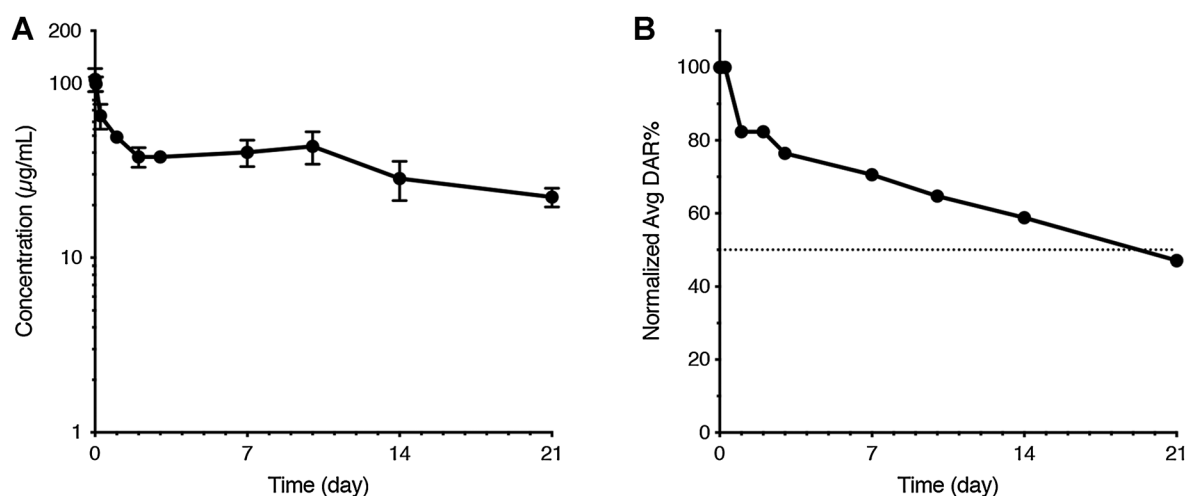 A
Concentration (µg/mL)
200
100
10
1
0 7 14 21
Time (day)
B
Normalized Avg DAR%
100
80
60
40
20
0
0 7 14 21
Time (day)